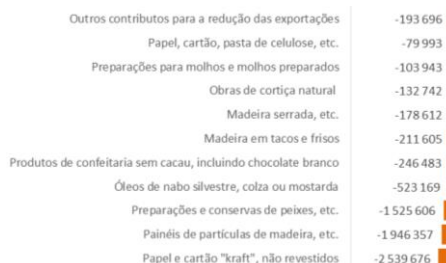 Outros contributos para a redução das exportações -193 696
Papel, cartão, pasta de celulose, etc. -79 993
Preparações para molhos e molhos preparados -103 943
Obras de cortiça natural -132 742
Madeira serrada, etc. -178 612
Madeira em tacos e frisos -211 605
Produtos de confeitaria sem cacau, incluindo chocolate branco -246 483
Óleos de nabo silvestre, colza ou mostarda -523 169
Preparações e conservas de peixes, etc. -1 525 606
Painéis de partículas de madeira, etc. -1 946 357
Papel e cartão "kraft", não revestidos -2 539 676